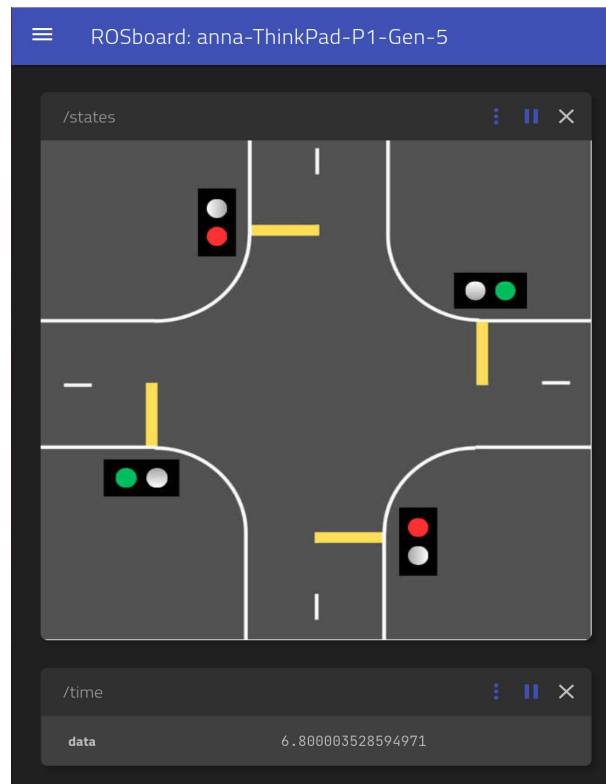 ROSboard: anna-ThinkPad-P1-Gen-5
/states
/time
data 6.800003528594971